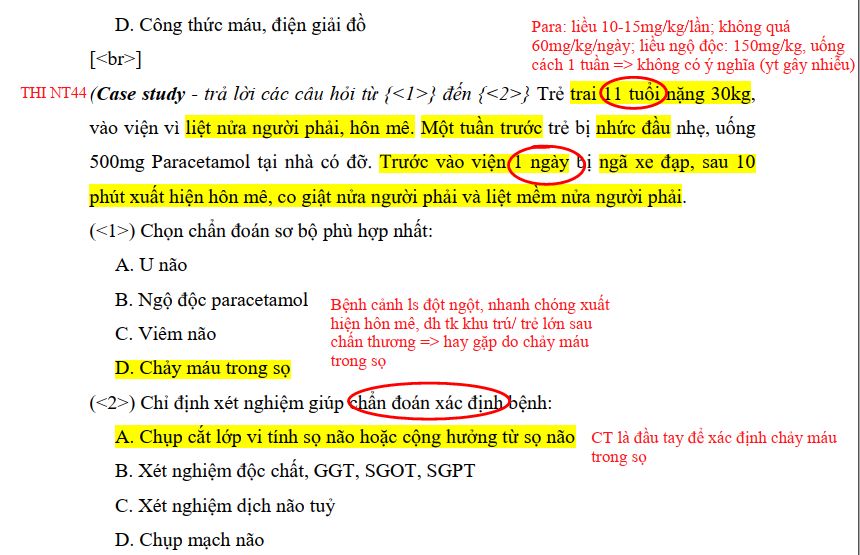 D. Công thức máu, điện giải đồ
Para: liều 10-15mg/kg/lần; không quá
60mg/kg/ngày; liều ngộ độc: 150mg/kg, uống
cách 1 tuần => không có ý nghĩa (yt gây nhiễu)
[<br>]
THI NT44
(Case study - trả lời các câu hỏi từ {<1>} đến {<2>} Trẻ trai 11 tuổi nặng 30kg,
vào viện vì liệt nửa người phải, hôn mê. Một tuần trước trẻ bị nhức đầu nhẹ, uống
500mg Paracetamol tại nhà có đỡ. Trước vào viện 1 ngày bị ngã xe đạp, sau 10
phút xuất hiện hôn mê, co giật nửa người phải và liệt mềm nửa người phải.
(<1>) Chọn chẩn đoán sơ bộ phù hợp nhất:
A. U não
B. Ngộ độc paracetamol
C. Viêm não
D. Chảy máu trong sọ
Bệnh cảnh ls đột ngột, nhanh chóng xuất
hiện hôn mê, dh tk khu trú/ trẻ lớn sau
chấn thương => hay gặp do chảy máu
trong sọ
(<2>) Chỉ định xét nghiệm giúp chẩn đoán xác định bệnh:
A. Chụp cắt lớp vi tính sọ não hoặc cộng hưởng từ sọ não
CT là đầu tay để xác định chảy máu
trong sọ
B. Xét nghiệm độc chất, GGT, SGOT, SGPT
C. Xét nghiệm dịch não tuỷ
D. Chụp mạch não